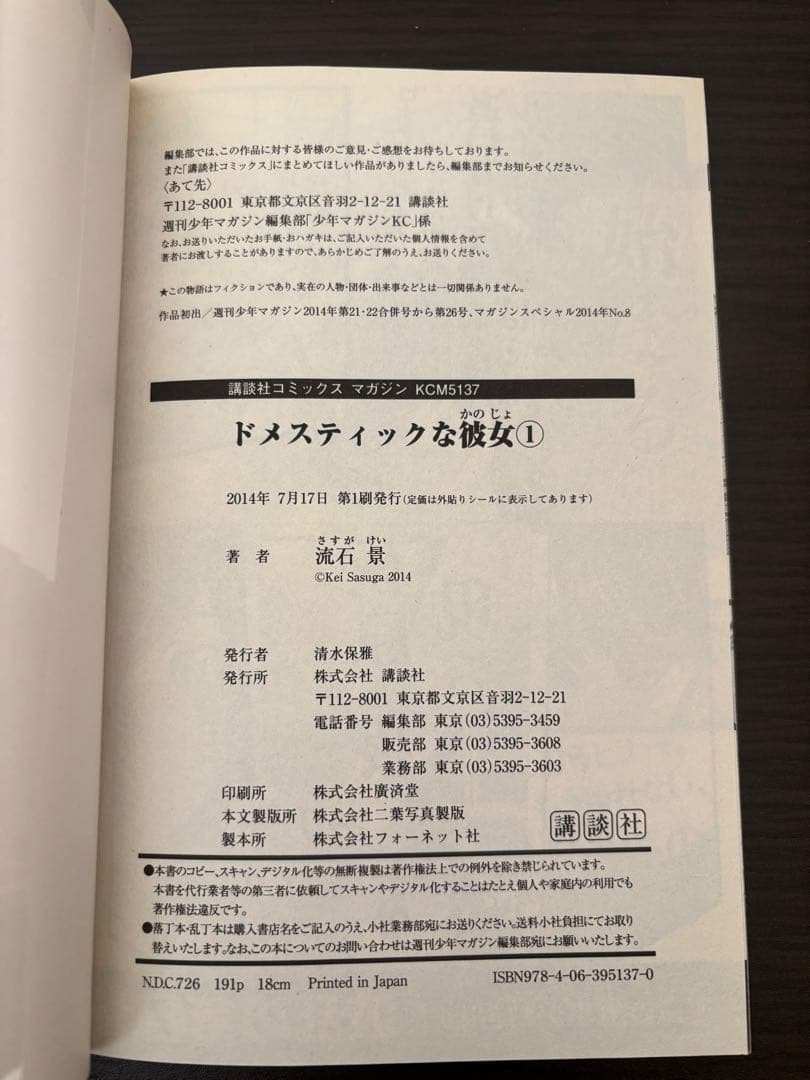 編集部では、この作品に対する皆様のご意見・ご感想をお待ちしております。
また「講談社コミックス」にまとめてほしい作品がありましたら、編集部までお知らせください。
〈あて先〉
〒112-8001 東京都文京区音羽2-12-21 講談社
週刊少年マガジン編集部「少年マガジンKC」係
なお、お送りいただいたお手紙・おハガキは、ご記入いただいた個人情報を含めて
著者にお渡しすることがありますので、あらかじめご了解のうえ、お送りください。
★この物語はフィクションであり、実在の人物・団体・出来事などとは一切関係ありません。
作品初出/週刊少年マガジン2014年第21・22合併号から第26号、マガジンスペシャル2014年No.8
講談社コミックス マガジン KCM5137
かの じょ
ドメスティックな彼女①
2014年 7月17日 第1刷発行(定価は外貼りシールに表示してあります)
さすが けい
著者 流石 景
©Kei Sasuga 2014
発行者 清水保雅
発行所 株式会社 講談社
〒112-8001 東京都文京区音羽2-12-21
電話番号 編集部 東京(03)5395-3459
販売部 東京(03)5395-3608
業務部 東京(03)5395-3603
印刷所 株式会社廣済堂
本文製版所 株式会社二葉写真製版
製本所 株式会社フォーネット社
講談社
●本書のコピー、スキャン、デジタル化等の無断複製は著作権法上での例外を除き禁じられています。
本書を代行業者等の第三者に依頼してスキャンやデジタル化することはたとえ個人や家庭内の利用でも
著作権法違反です。
●落丁本・乱丁本は購入書店名をご記入のうえ、小社業務部宛にお送りください。送料小社負担にてお取り
替えいたします。なお、この本についてのお問い合わせは週刊少年マガジン編集部宛にお願いいたします。
N.D.C.726 191p 18cm Printed in Japan
ISBN978-4-06-395137-0